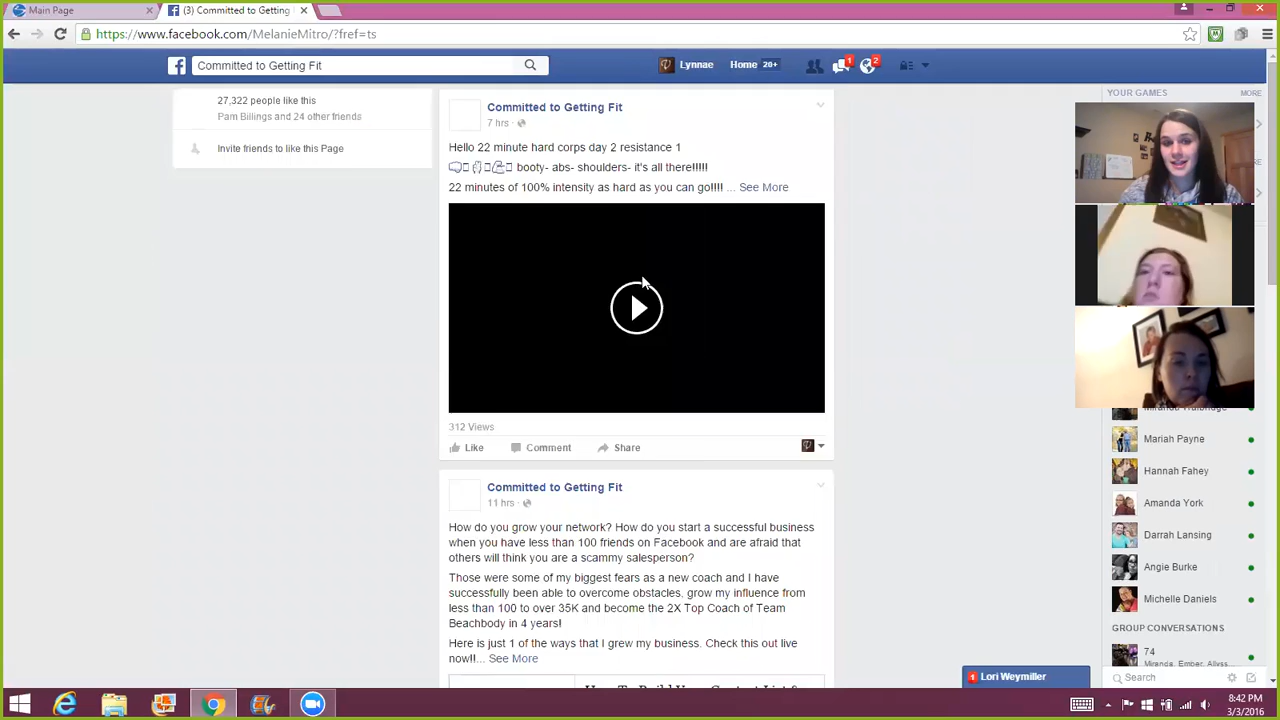 Main Page
(3) Committed to Getting
https://www.facebook.com/MelanieMitro/?fref=ts
Committed to Getting Fit
Lynnae
Home 20+
1
2
27,322 people like this
Pam Billings and 24 other friends
Invite friends to like this Page
Committed to Getting Fit
7 hrs
Hello 22 minute hard corps day 2 resistance 1
booty- abs- shoulders- it's all there!!!!!
22 minutes of 100% intensity as hard as you can go!!!! ... See More
312 Views
Like Comment Share
Committed to Getting Fit
11 hrs
How do you grow your network? How do you start a successful business
when you have less than 100 friends on Facebook and are afraid that
others will think you are a scammy salesperson?
Those were some of my biggest fears as a new coach and I have
successfully been able to overcome obstacles, grow my influence from
less than 100 to over 35K and become the 2X Top Coach of Team
Beachbody in 4 years!
Here is just 1 of the ways that I grew my business. Check this out live
now!!... See More
YOUR GAMES MORE
Mariah Payne
Hannah Fahey
Amanda York
Darrah Lansing
Angie Burke
Michelle Daniels
GROUP CONVERSATIONS
74
Miranda, Ember, Allyss...
1 Lori Weymiller
Search
8:42 PM
3/3/2016